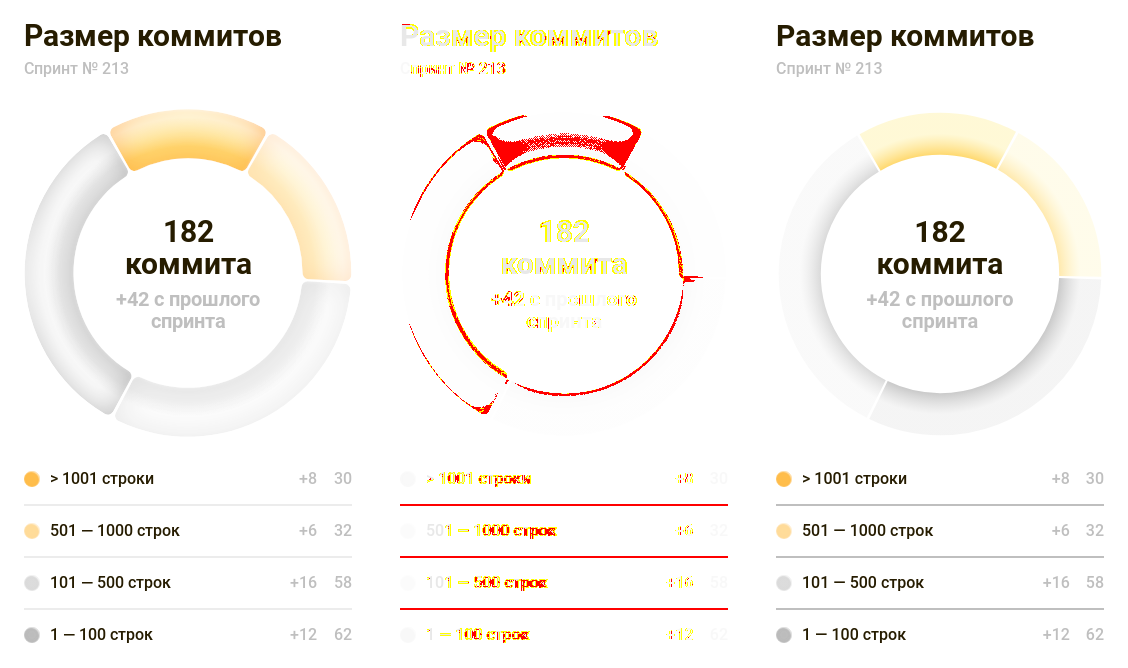 Размер коммитов
Спринт № 213
182
коммита
+42 с прошлого
спринта
> 1001 строки +8 30
501 — 1000 строк +6 32
101 — 500 строк +16 58
1 — 100 строк +12 62
Размер коммитов
Спринт № 213
182
коммита
+42 с прошлого
спринта
> 1001 строки 30
501 — 1000 строк +6 32
101 — 500 строк +16 58
1 — 100 строк +12 62
Размер коммитов
Спринт № 213
182
коммита
+42 с прошлого
спринта
> 1001 строки +8 30
501 — 1000 строк +6 32
101 — 500 строк +16 58
1 — 100 строк +12 62